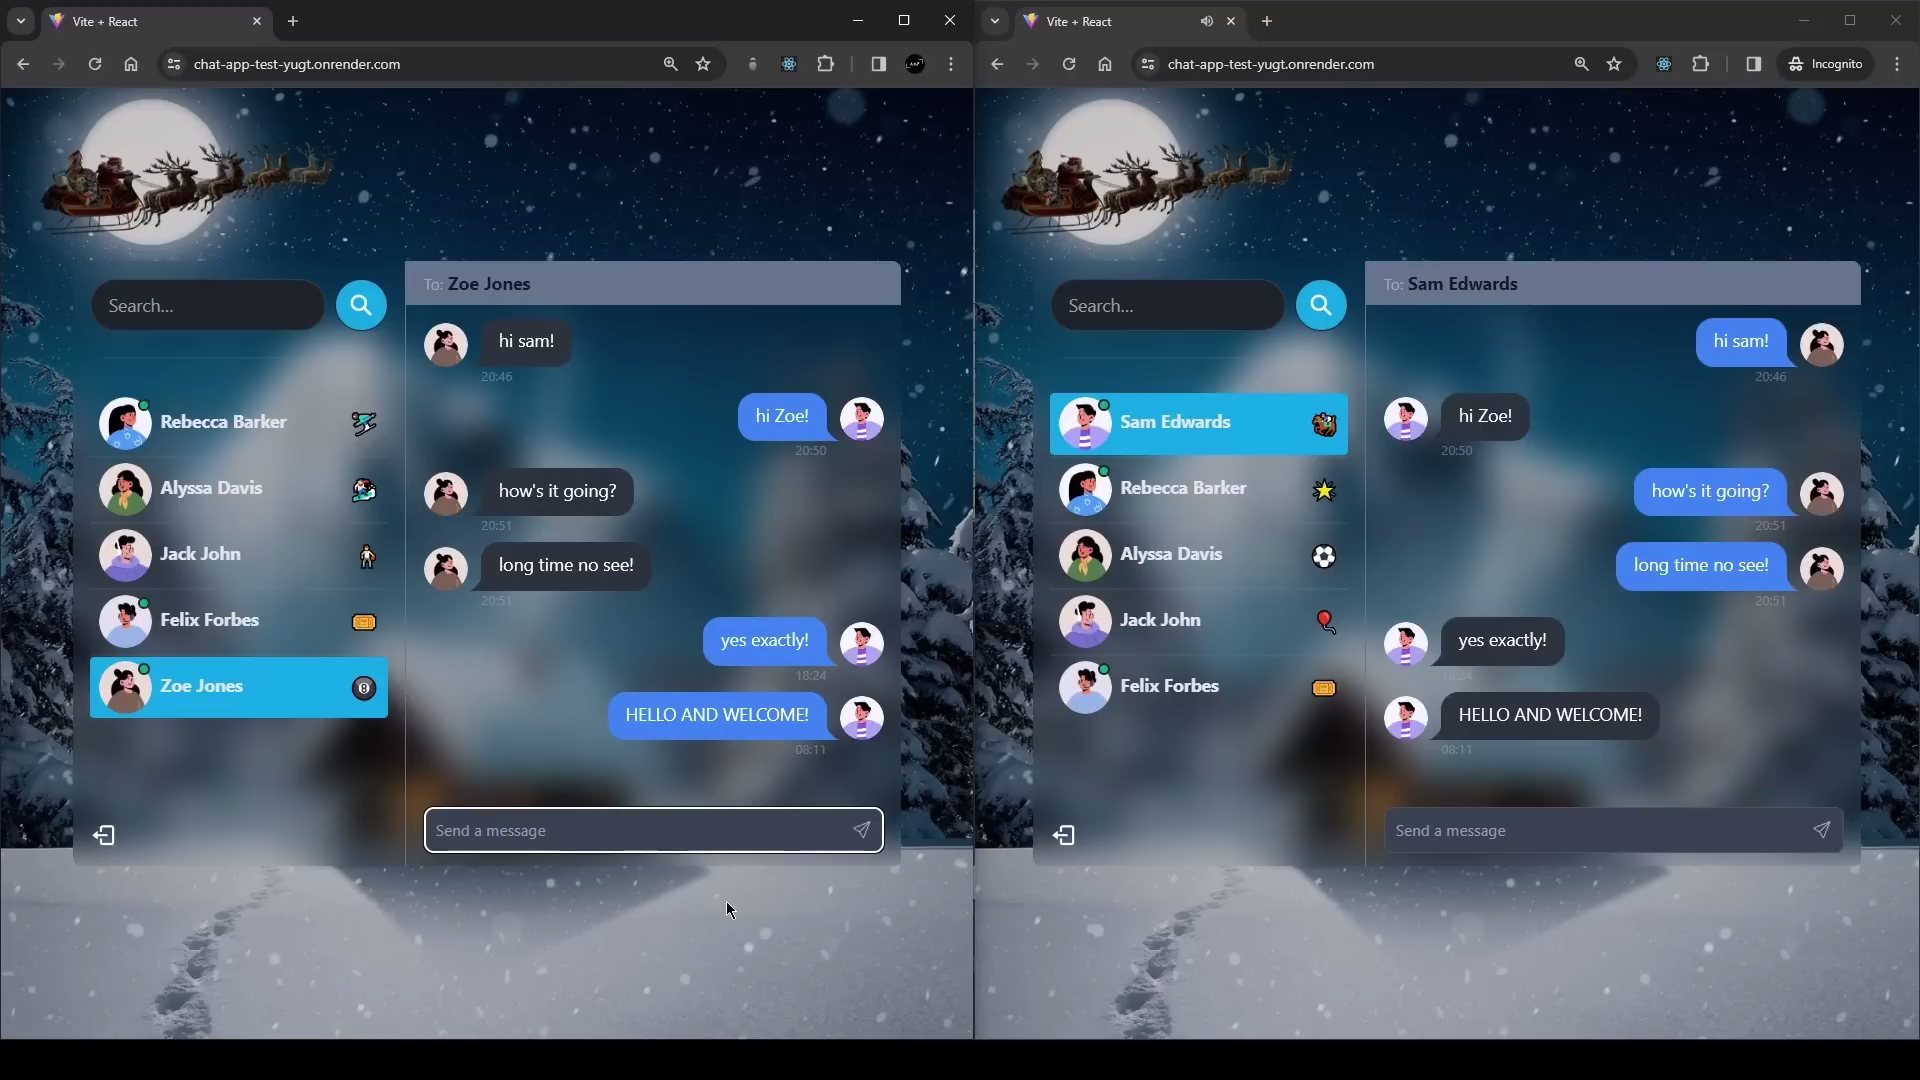 Vite + React
chat-app-test-yugt.onrender.com
Search...
Rebecca Barker
Alyssa Davis
Jack John
Felix Forbes
Zoe Jones
To: Zoe Jones
hi sam!
20:46
hi Zoe!
20:50
how's it going?
20:51
long time no see!
20:51
yes exactly!
18:24
HELLO AND WELCOME!
08:11
Send a message
Vite + React
chat-app-test-yugt.onrender.com
Incognito
Search...
Sam Edwards
Rebecca Barker
Alyssa Davis
Jack John
Felix Forbes
To: Sam Edwards
hi sam!
20:46
hi Zoe!
20:50
how's it going?
20:51
long time no see!
20:51
yes exactly!
18:24
HELLO AND WELCOME!
08:11
Send a message